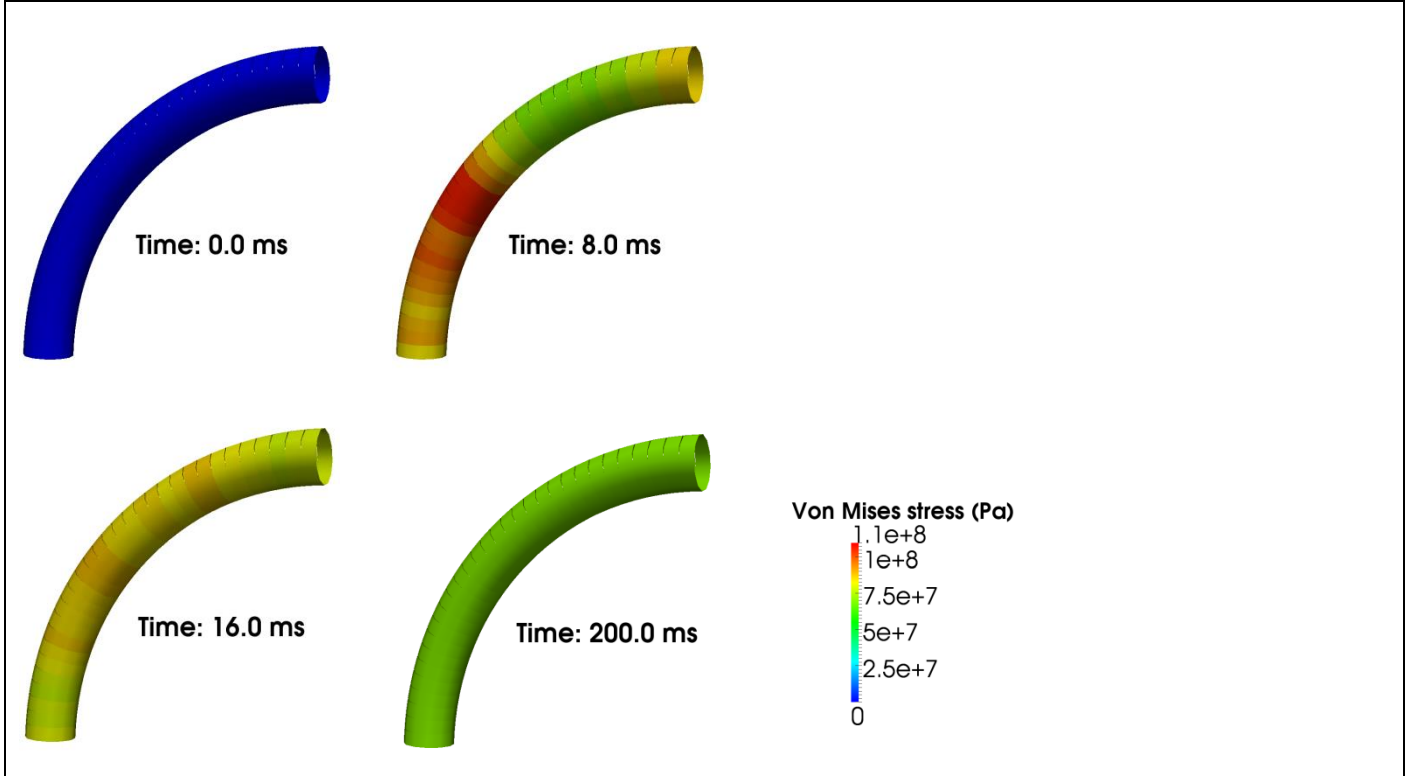 Time: 0.0 ms
Time: 8.0 ms
Time: 16.0 ms
Time: 200.0 ms
Von Mises stress (Pa)
1.1e+8
1e+8
7.5e+7
5e+7
2.5e+7
0